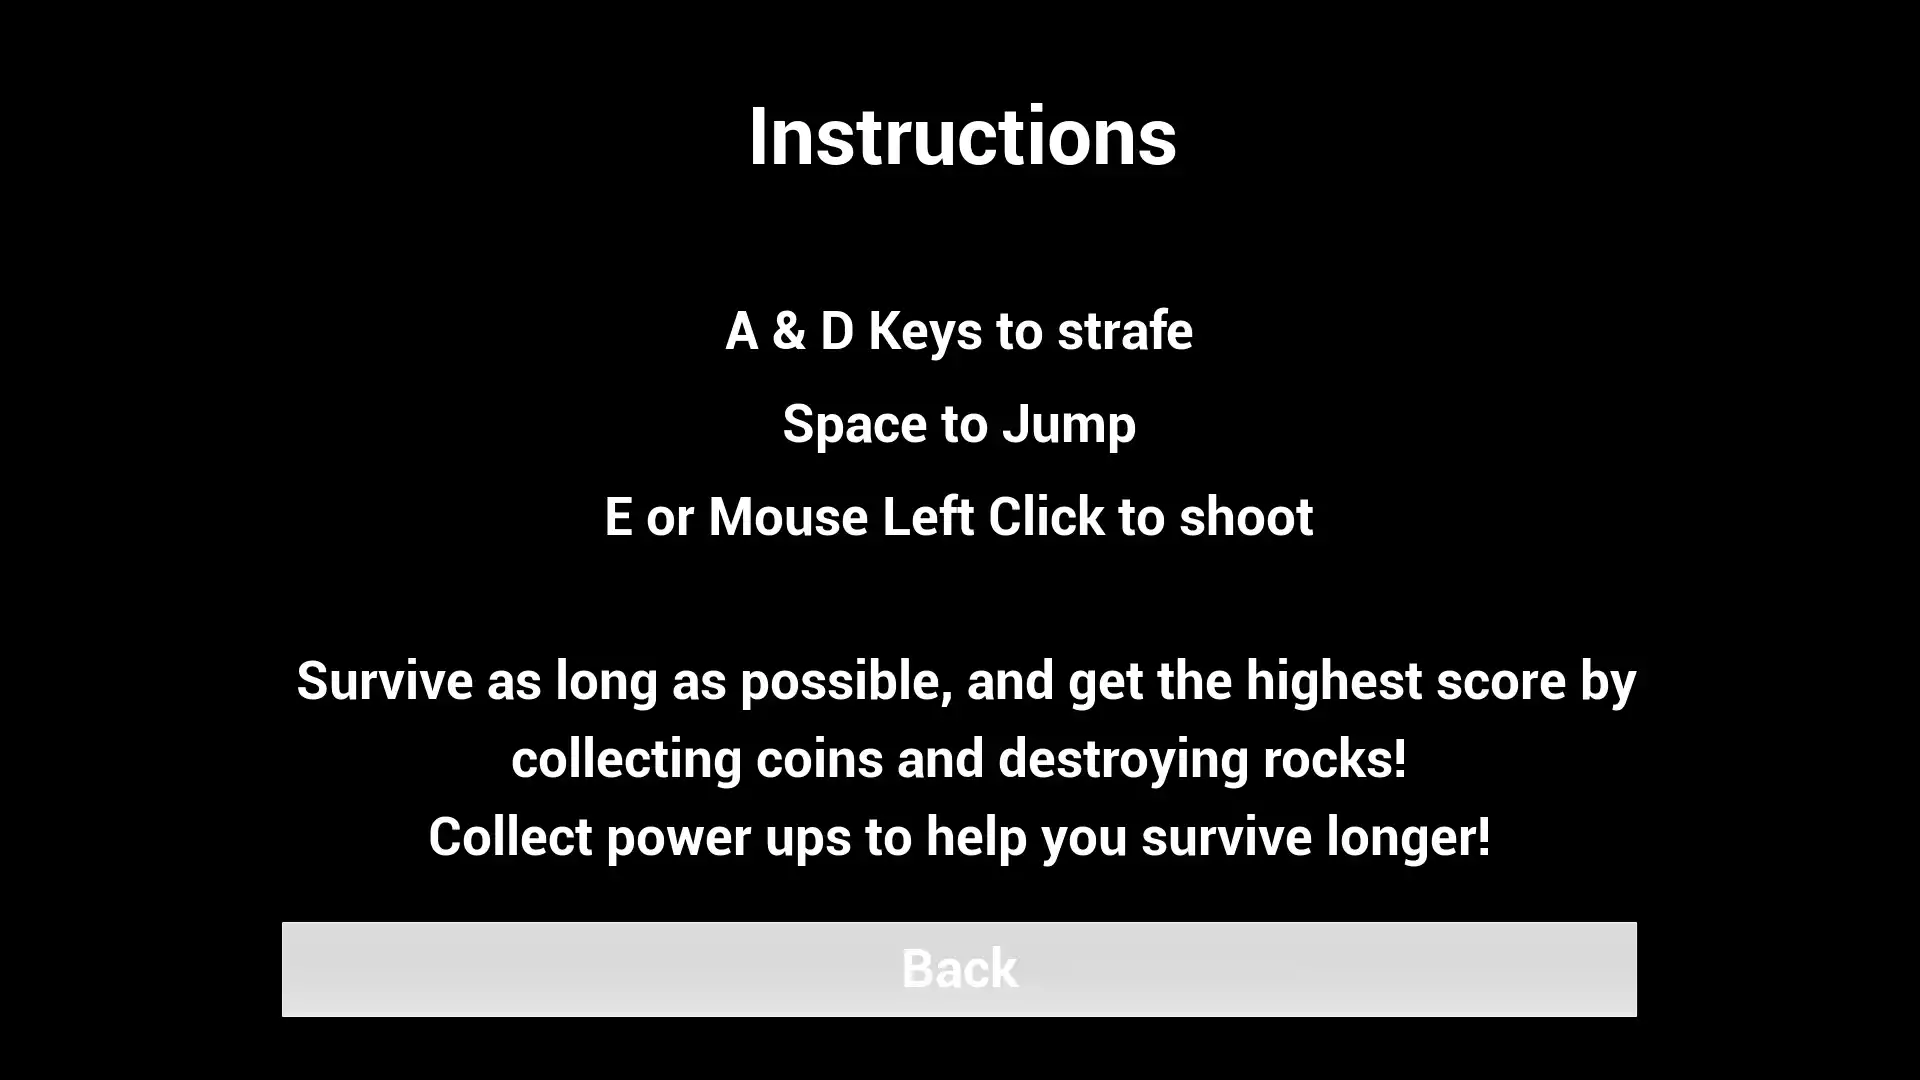 Instructions
A & D Keys to strafe
Space to Jump
E or Mouse Left Click to shoot
Survive as long as possible, and get the highest score by
collecting coins and destroying rocks!
Collect power ups to help you survive longer!
Back